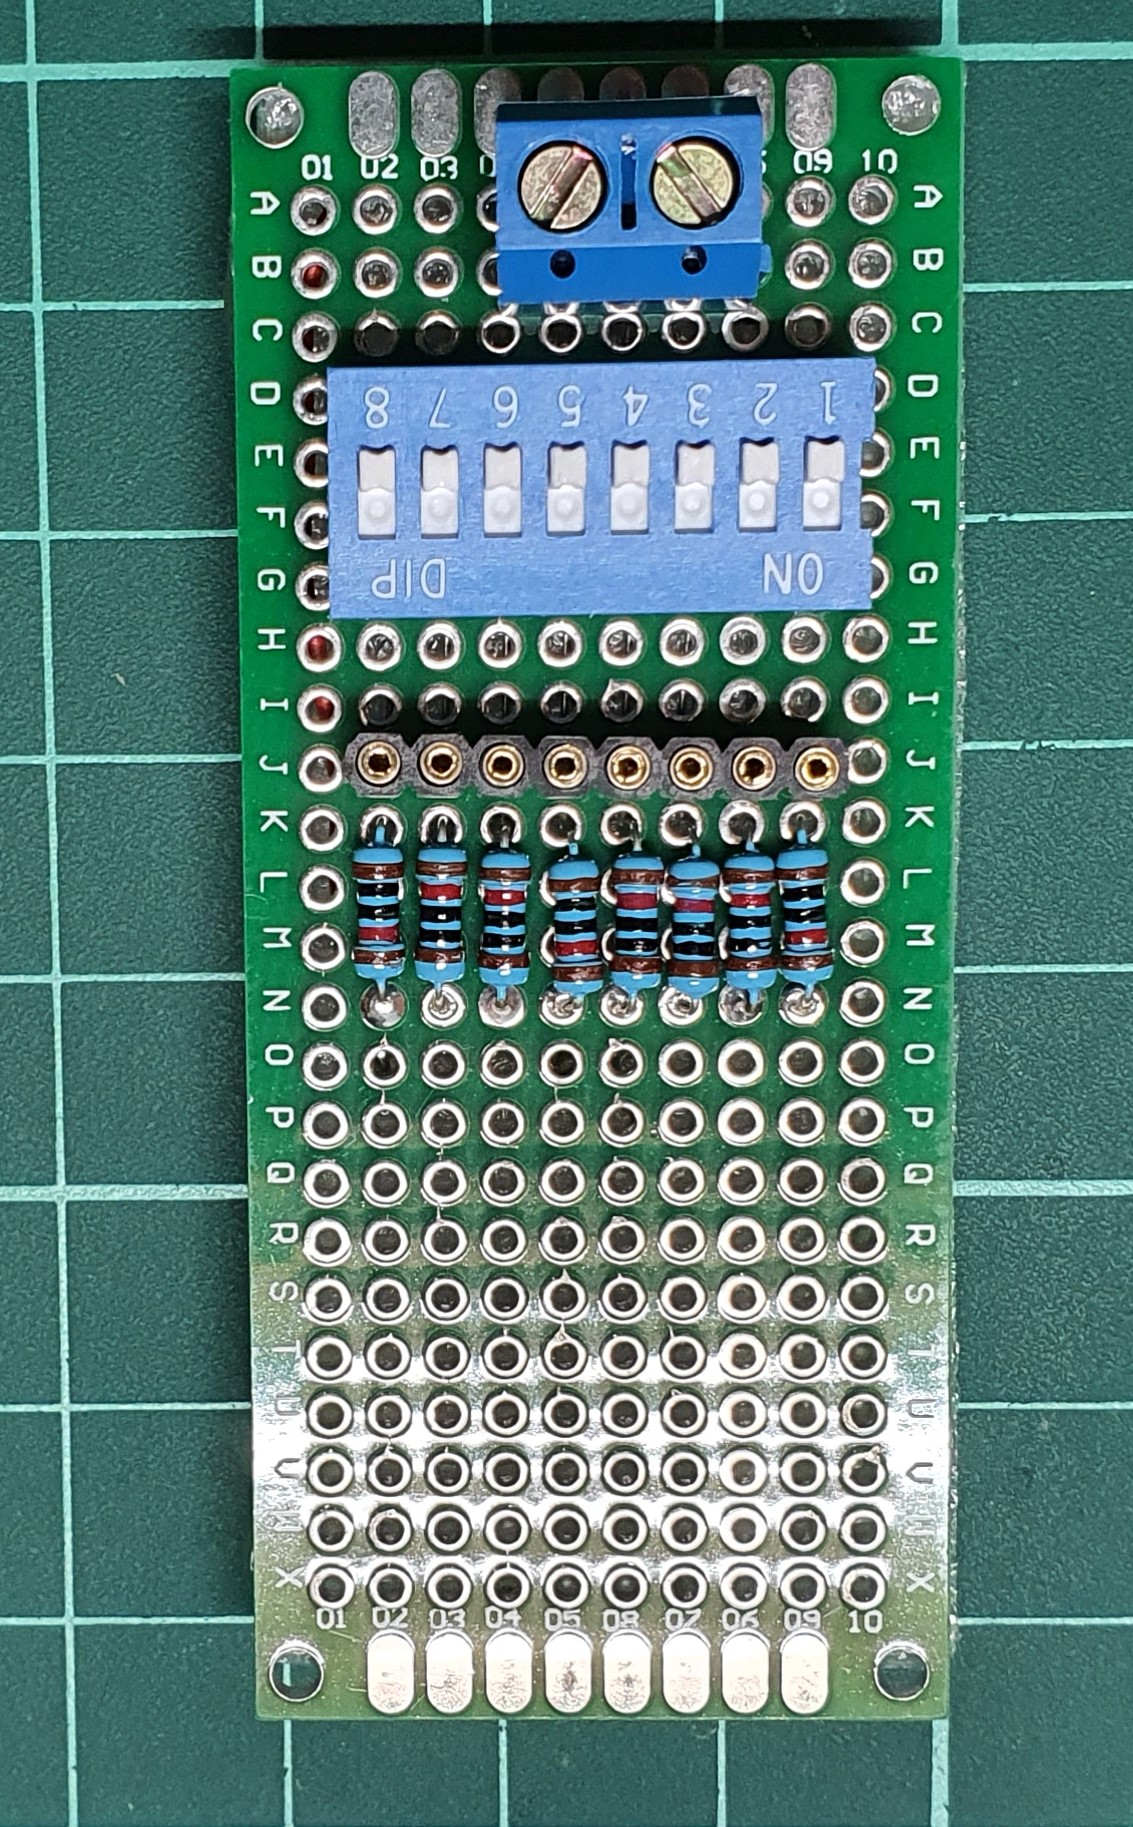 10 09 06 07 08 05 04 03 02 01
X X
W W
V V
U U
T T
S S
R R
Q Q
P P
O O
N N
M M
L L
K K
J J
I I
H H
G ON DIP G
F F
E E
D 1 2 3 4 5 6 7 8 D
C C
B B
A A
10 09 03 02 01